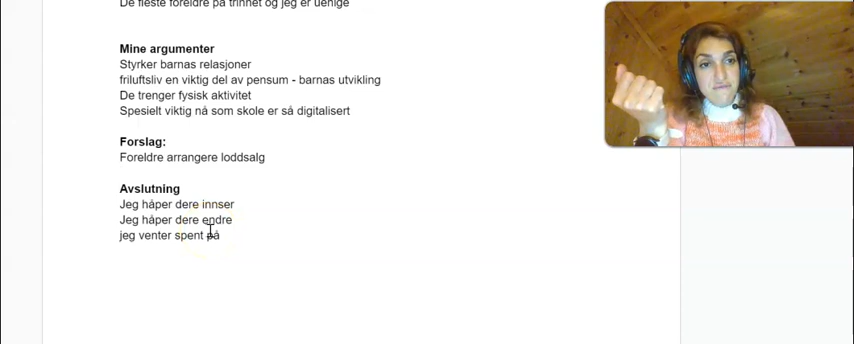 De fleste foreldre på trinnet og jeg er uenige
Mine argumenter
Styrker barnas relasjoner
friluftsliv en viktig del av pensum - barnas utvikling
De trenger fysisk aktivitet
Spesielt viktig nå som skole er så digitalisert
Forslag:
Foreldre arrangere loddsalg
Avslutning
Jeg håper dere innser
Jeg håper dere endre
jeg venter spent på